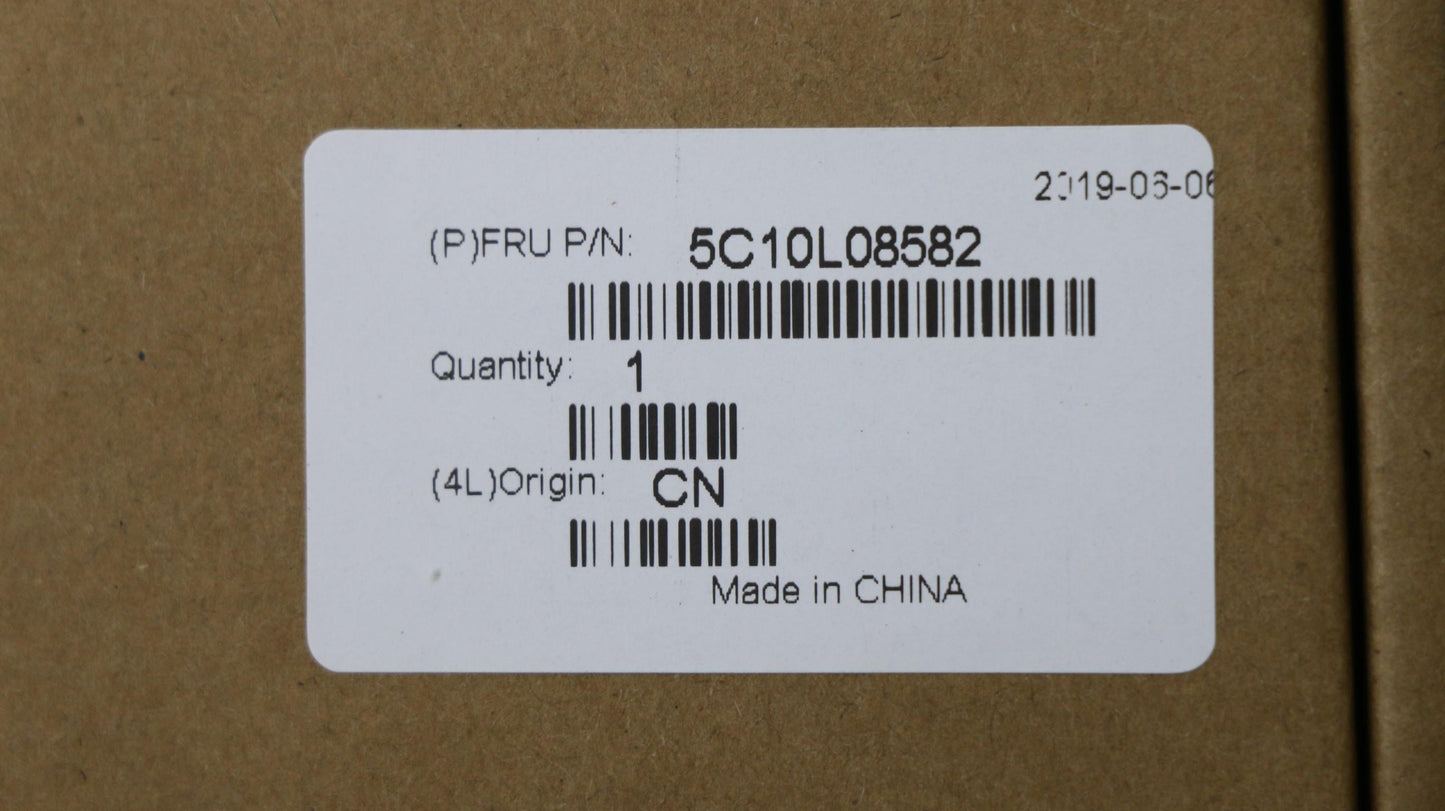 2019-06-06
(P)FRU P/N: 5C10L08582
Quantity: 1
(4L)Origin: CN
Made in CHINA